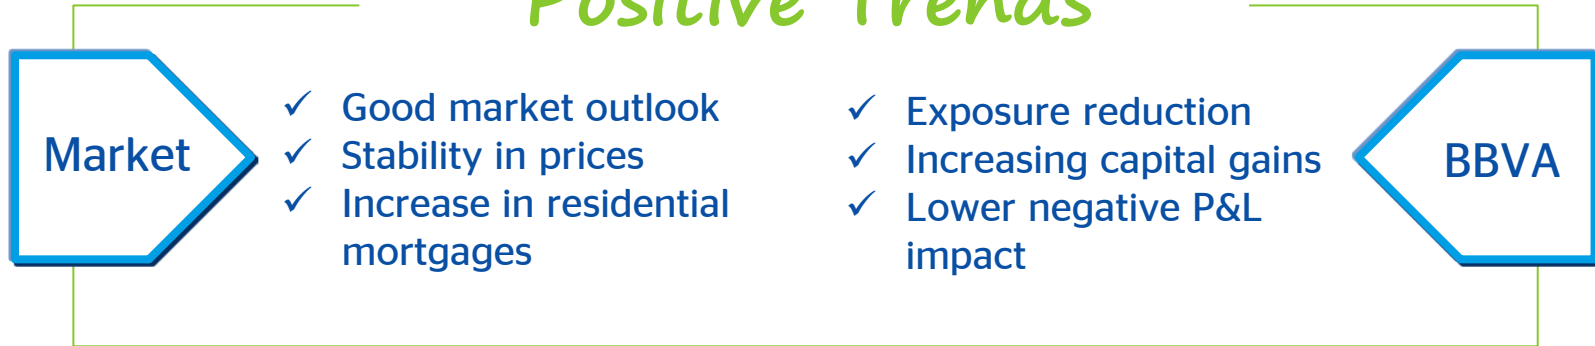 Positive Trends
Market
✓ Good market outlook
✓ Stability in prices
✓ Increase in residential
mortgages
✓ Exposure reduction
✓ Increasing capital gains
✓ Lower negative P&L
impact
BBVA